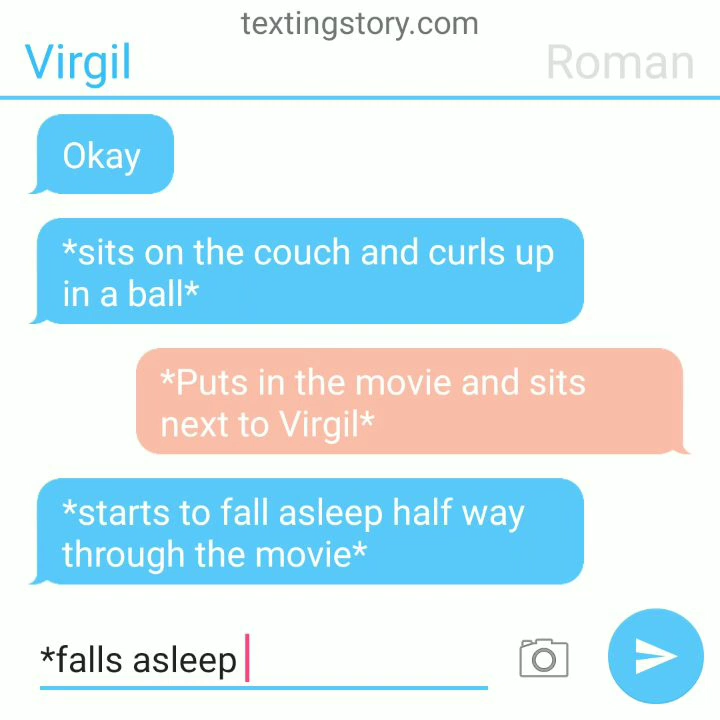 textingstory.com
Virgil
Roman
Okay
*sits on the couch and curls up
in a ball*
*Puts in the movie and sits
next to Virgil*
*starts to fall asleep half way
through the movie*
*falls asleep